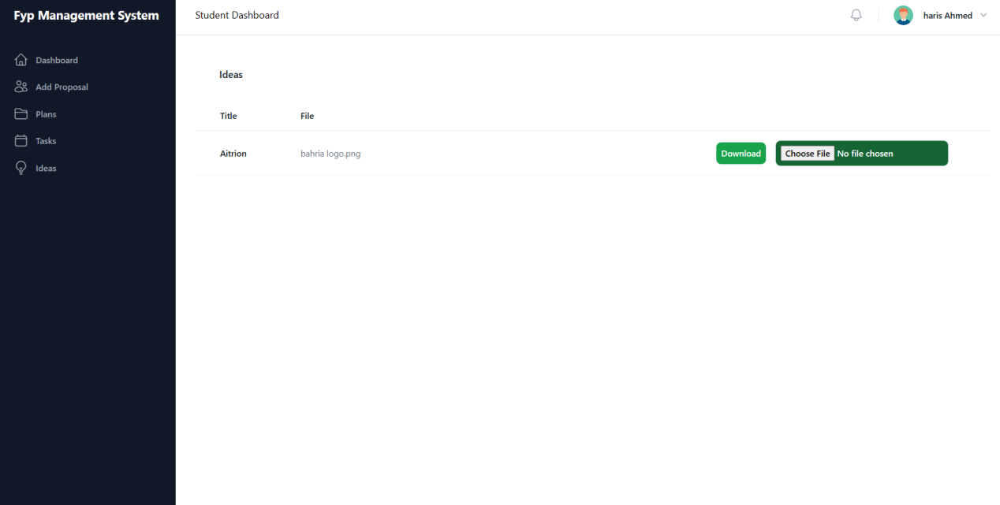 Fyp Management System
Student Dashboard
haris Ahmed
Dashboard
Add Proposal
Plans
Tasks
Ideas
Ideas
Title File
Aitrion bahria logo.png Download Choose File No file chosen